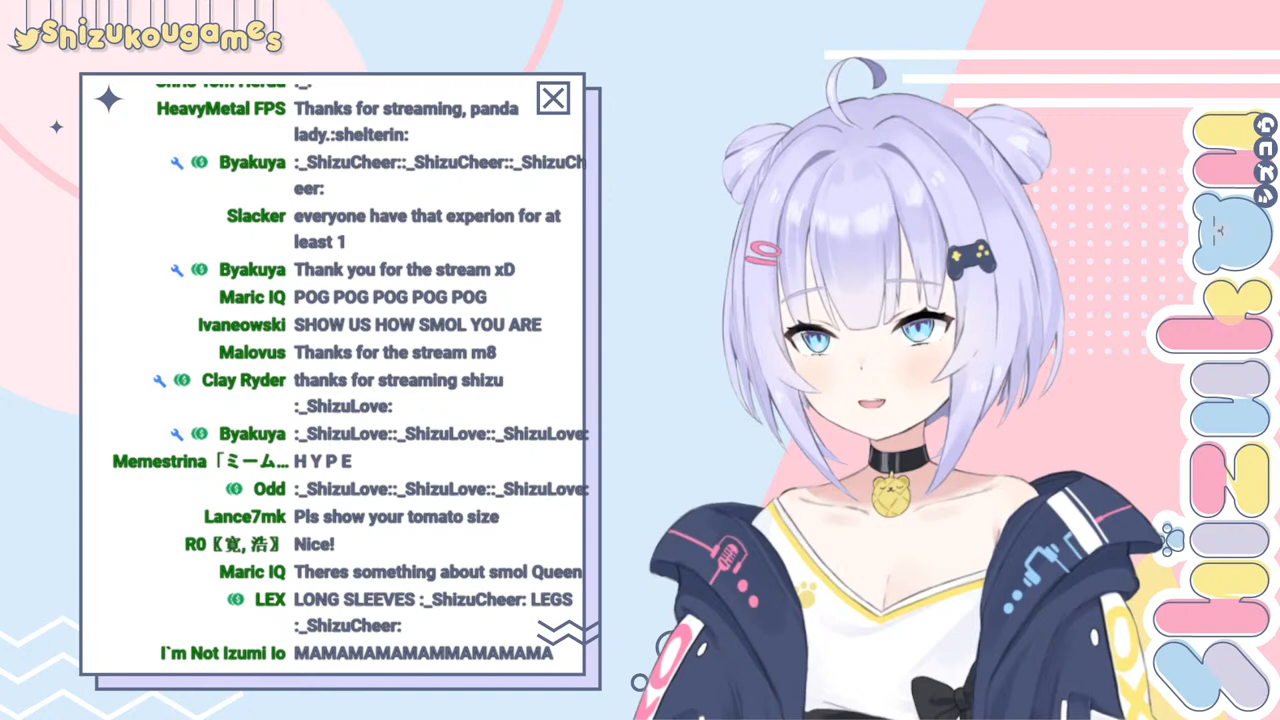 shizukougames
HeavyMetal FPS Thanks for streaming, panda
lady.:shelterin:
Byakuya :_ShizuCheer::_ShizuCheer::_ShizuCh
eer:
Slacker everyone have that experion for at
least 1
Byakuya Thank you for the stream xD
Maric IQ POG POG POG POG POG
Ivaneowski SHOW US HOW SMOL YOU ARE
Malovus Thanks for the stream m8
Clay Ryder thanks for streaming shizu
:_ShizuLove:
Byakuya :_ShizuLove::_ShizuLove::_ShizuLove:
Memestrina「ミーム... H Y P E
Odd :_ShizuLove::_ShizuLove::_ShizuLove:
Lance7mk Pls show your tomato size
R0〖寛, 浩〗 Nice!
Maric IQ Theres something about smol Queen
LEX LONG SLEEVES :_ShizuCheer: LEGS
:_ShizuCheer:
I`m Not Izumi Io MAMAMAMAMAMMAMAMAMA